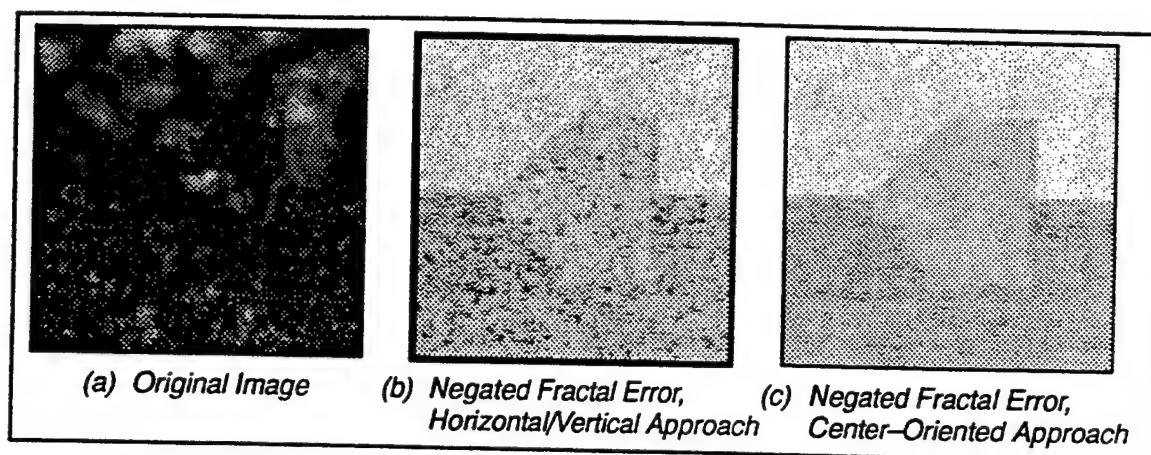 (a) Original Image
(b) Negated Fractal Error,
Horizontal/Vertical Approach
(c) Negated Fractal Error,
Center–Oriented Approach